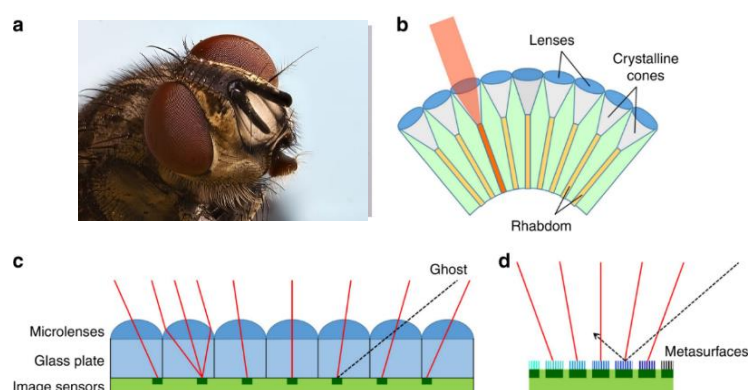 a
b
Lenses
Crystalline
cones
Rhabdom
c
Ghost
Microlenses
Glass plate
Image sensors
d
Metasurfaces